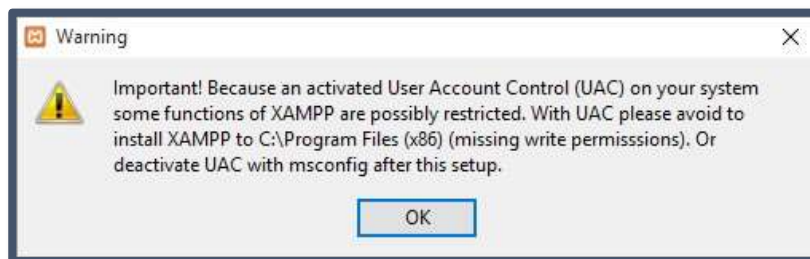 Warning
Important! Because an activated User Account Control (UAC) on your system
some functions of XAMPP are possibly restricted. With UAC please avoid to
install XAMPP to C:\Program Files (x86) (missing write permisssions). Or
deactivate UAC with msconfig after this setup.
OK